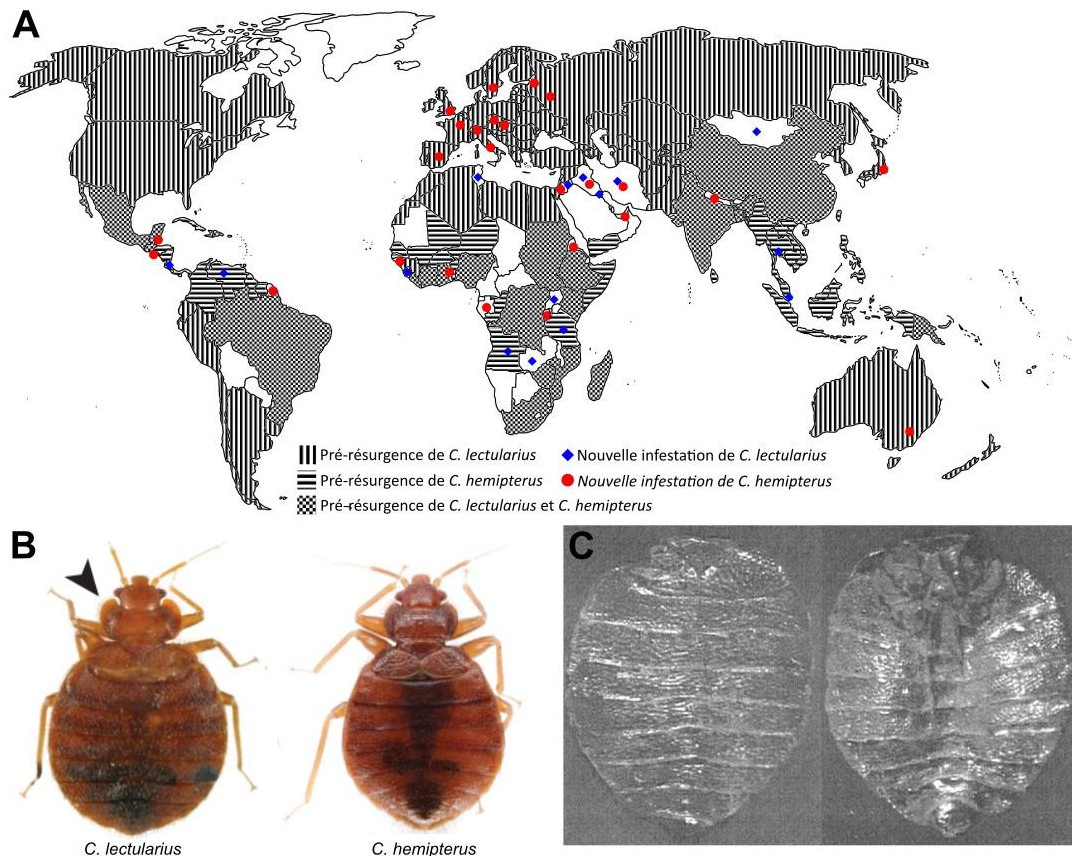 A
Pré-résurgence de C. lectularius
Pré-résurgence de C. hemipterus
Pré-résurgence de C. lectularius et C. hemipterus
Nouvelle infestation de C. lectularius
Nouvelle infestation de C. hemipterus
B
C
C. lectularius
C. hemipterus